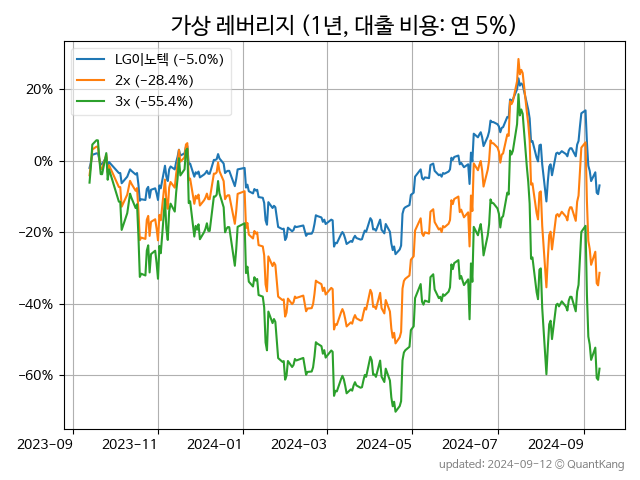 가상 레버리지 (1년, 대출 비용: 연 5%)
LG이노텍 (−5.0%)
2x (−28.4%)
3x (−55.4%)
20%
0%
−20%
−40%
−60%
2023-09 2023-11 2024-01 2024-03 2024-05 2024-07 2024-09
updated: 2024-09-12 © QuantKang